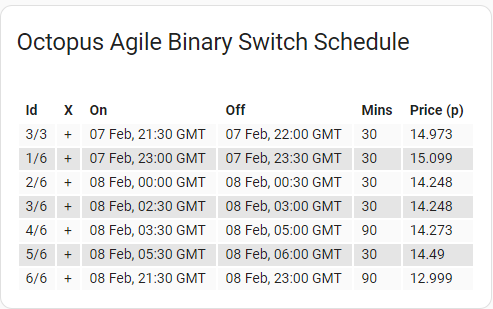 Octopus Agile Binary Switch Schedule
Id X On Off Mins Price (p)
3/3 + 07 Feb, 21:30 GMT 07 Feb, 22:00 GMT 30 14.973
1/6 + 07 Feb, 23:00 GMT 07 Feb, 23:30 GMT 30 15.099
2/6 + 08 Feb, 00:00 GMT 08 Feb, 00:30 GMT 30 14.248
3/6 + 08 Feb, 02:30 GMT 08 Feb, 03:00 GMT 30 14.248
4/6 + 08 Feb, 03:30 GMT 08 Feb, 05:00 GMT 90 14.273
5/6 + 08 Feb, 05:30 GMT 08 Feb, 06:00 GMT 30 14.49
6/6 + 08 Feb, 21:30 GMT 08 Feb, 23:00 GMT 90 12.999